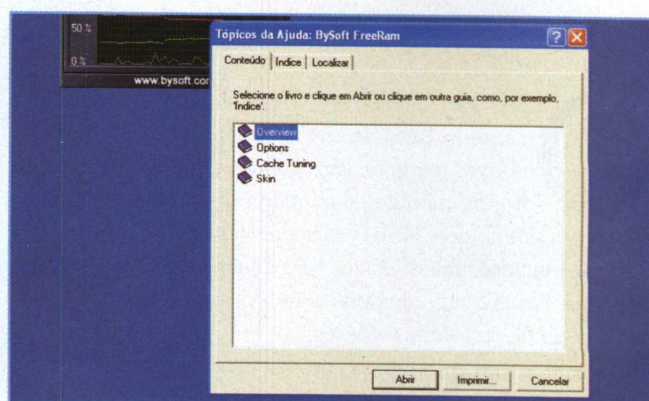 50 %
0 %
www.bysoft.cor
Tópicos da Ajuda: BySoft FreeRam
Conteúdo
Índice
Localizar
Selecione o livro e clique em Abrir ou clique em outra guia, como, por exemplo,
'Índice'.
Overview
Options
Cache Tuning
Skin
Abrir
Imprimir...
Cancelar